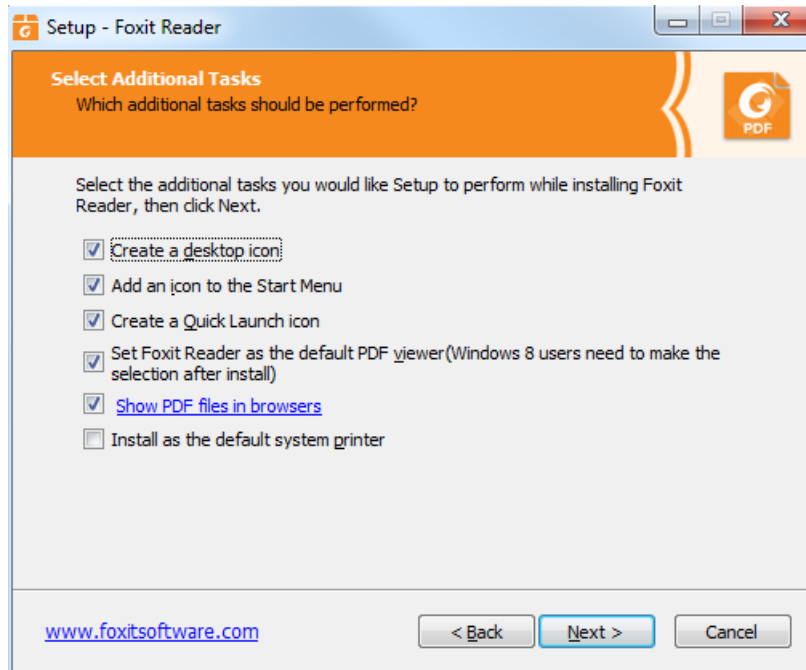 Setup - Foxit Reader
Select Additional Tasks
Which additional tasks should be performed?
PDF
Select the additional tasks you would like Setup to perform while installing Foxit
Reader, then click Next.
Create a desktop icon
Add an icon to the Start Menu
Create a Quick Launch icon
Set Foxit Reader as the default PDF viewer(Windows 8 users need to make the
selection after install)
Show PDF files in browsers
Install as the default system printer
www.foxitsoftware.com
< Back
Next >
Cancel